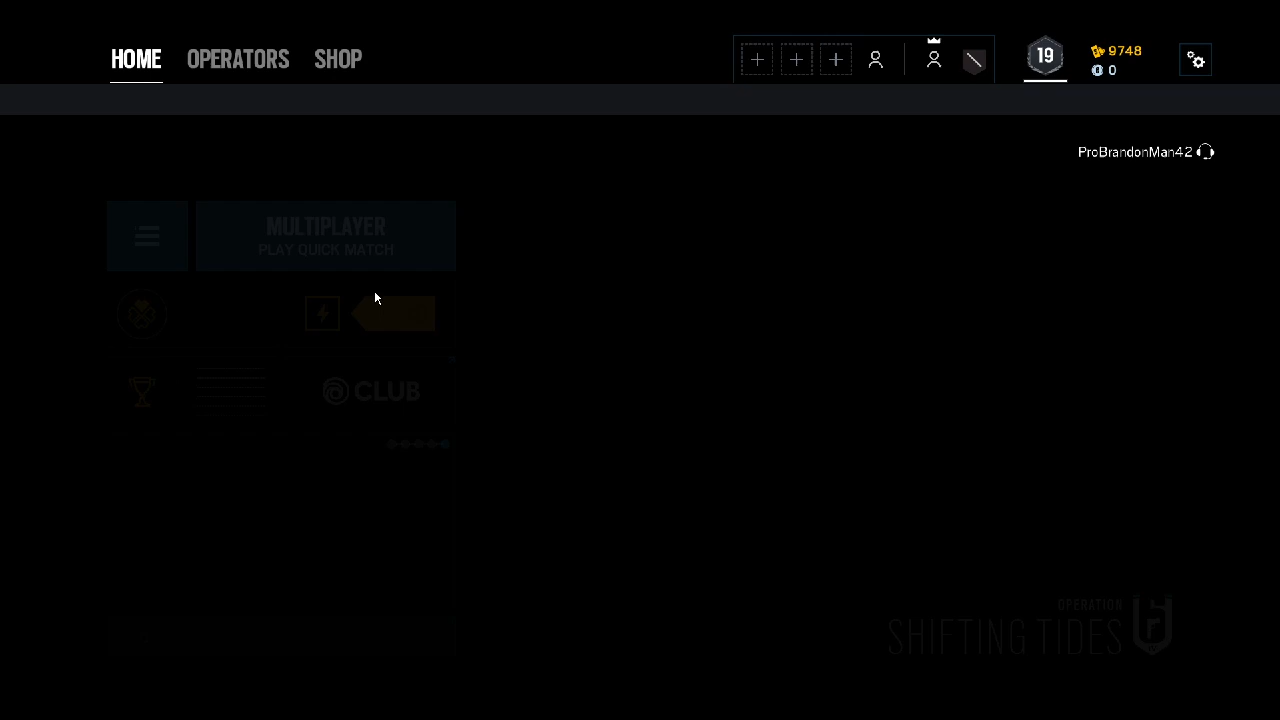 HOME OPERATORS SHOP
19
9748
0
ProBrandonMan42
MULTIPLAYER
PLAY QUICK MATCH
CLUB
OPERATION
SHIFTING TIDES